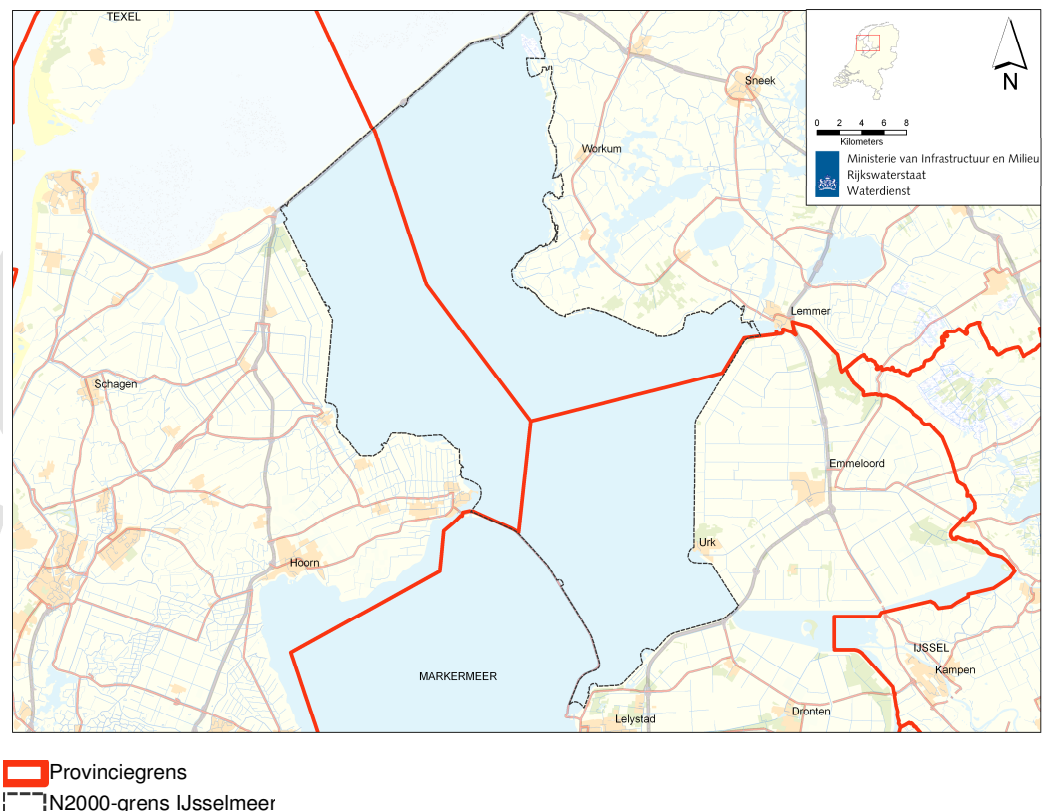 TEXEL
Sneek
N
0 2 4 6 8
Kilometers
Ministerie van Infrastructuur en Milieu
Rijkswaterstaat
Waterdienst
Workum
Lemmer
Schagen
Emmeloord
Urk
Hoorn
IJSSEL
Kampen
MARKERMEER
Dronten
Lelystad
Provinciegrens
N2000-grens IJsselmeer